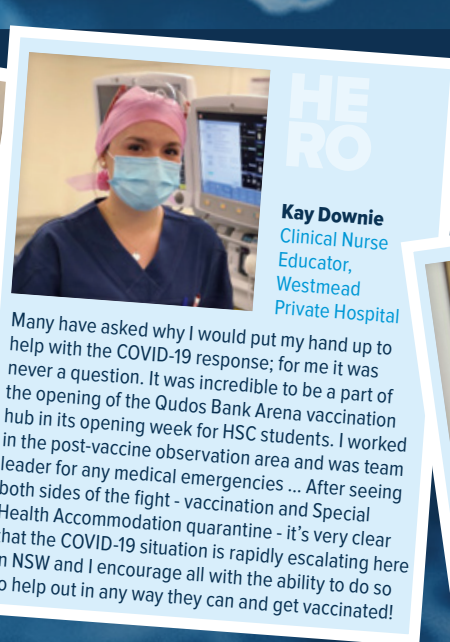 HE
RO
Kay Downie
Clinical Nurse
Educator,
Westmead
Private Hospital
Many have asked why I would put my hand up to
help with the COVID-19 response; for me it was
never a question. It was incredible to be a part of
the opening of the Qudos Bank Arena vaccination
hub in its opening week for HSC students. I worked
in the post-vaccine observation area and was team
leader for any medical emergencies ... After seeing
both sides of the fight - vaccination and Special
Health Accommodation quarantine - it's very clear
that the COVID-19 situation is rapidly escalating here
n NSW and I encourage all with the ability to do so
o help out in any way they can and get vaccinated!